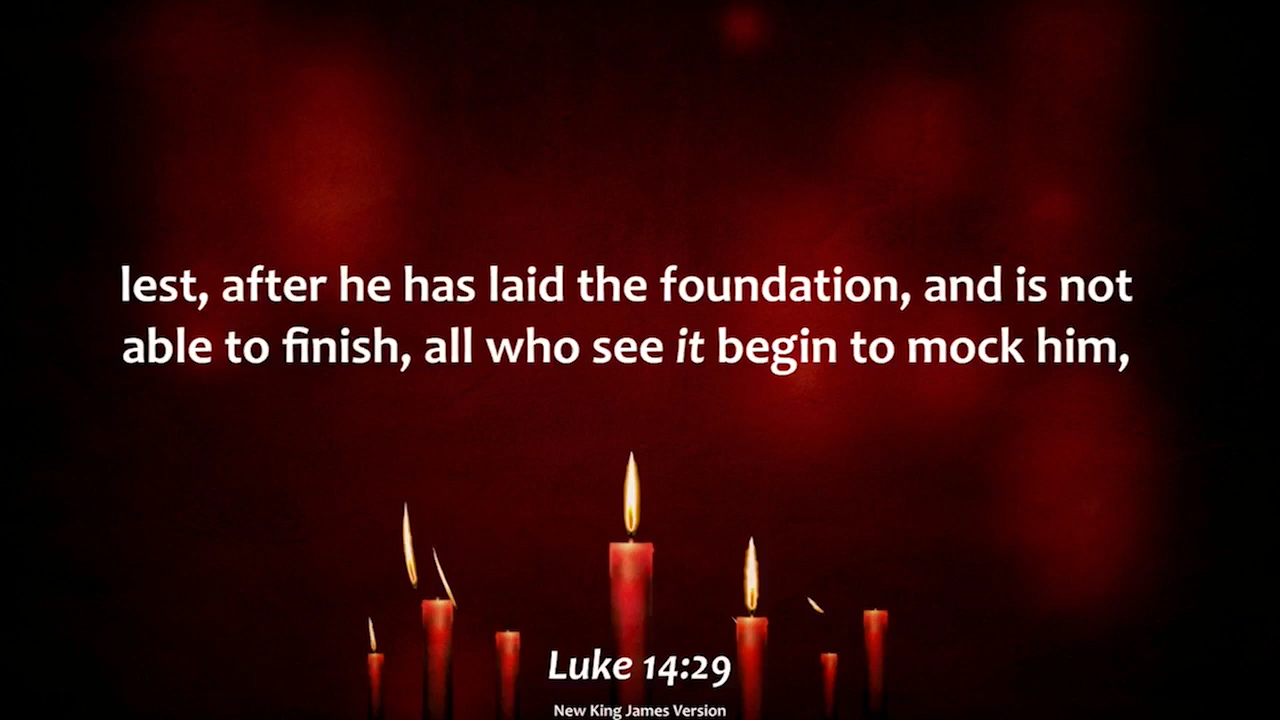 lest, after he has laid the foundation, and is not
able to finish, all who see it begin to mock him,
Luke 14:29
New King James Version